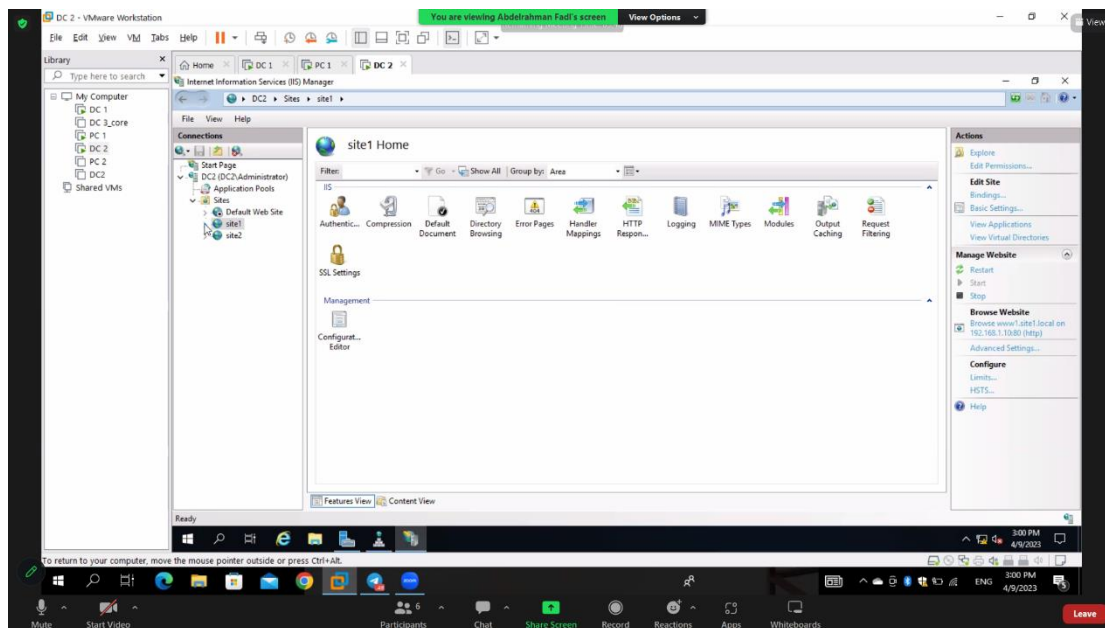 DC 2 - VMware Workstation
You are viewing Abdelrahman Fadl's screen
View Options
View
File Edit View VM Tabs Help
Library
Type here to search
My Computer
DC 1
DC 3_core
PC 1
DC 2
PC 2
DC2
Shared VMs
Home
DC 1
PC 1
DC 2
Internet Information Services (IIS) Manager
DC2 Sites site1
File View Help
Connections
Start Page
DC2 (DC2\Administrator)
Application Pools
Sites
Default Web Site
site1
site2
site1 Home
Filter: Go Show All Group by: Area
IIS
Authentic... Compression Default Document Directory Browsing Error Pages Handler Mappings HTTP Respon... Logging MIME Types Modules Output Caching Request Filtering
SSL Settings
Management
Configurat... Editor
Features View Content View
Ready
Actions
Explore
Edit Permissions...
Edit Site
Bindings...
Basic Settings...
View Applications
View Virtual Directories
Manage Website
Restart
Start
Stop
Browse Website
Browse www1.site1.local on
192.168.1.10:80 (http)
Advanced Settings...
Configure
Limits...
HSTS...
Help
3:00 PM
4/9/2023
To return to your computer, move the mouse pointer outside or press Ctrl+Alt.
ENG
3:00 PM
4/9/2023
Mute Start Video Participants 6 Chat Share Screen Record Reactions Apps Whiteboards Leave